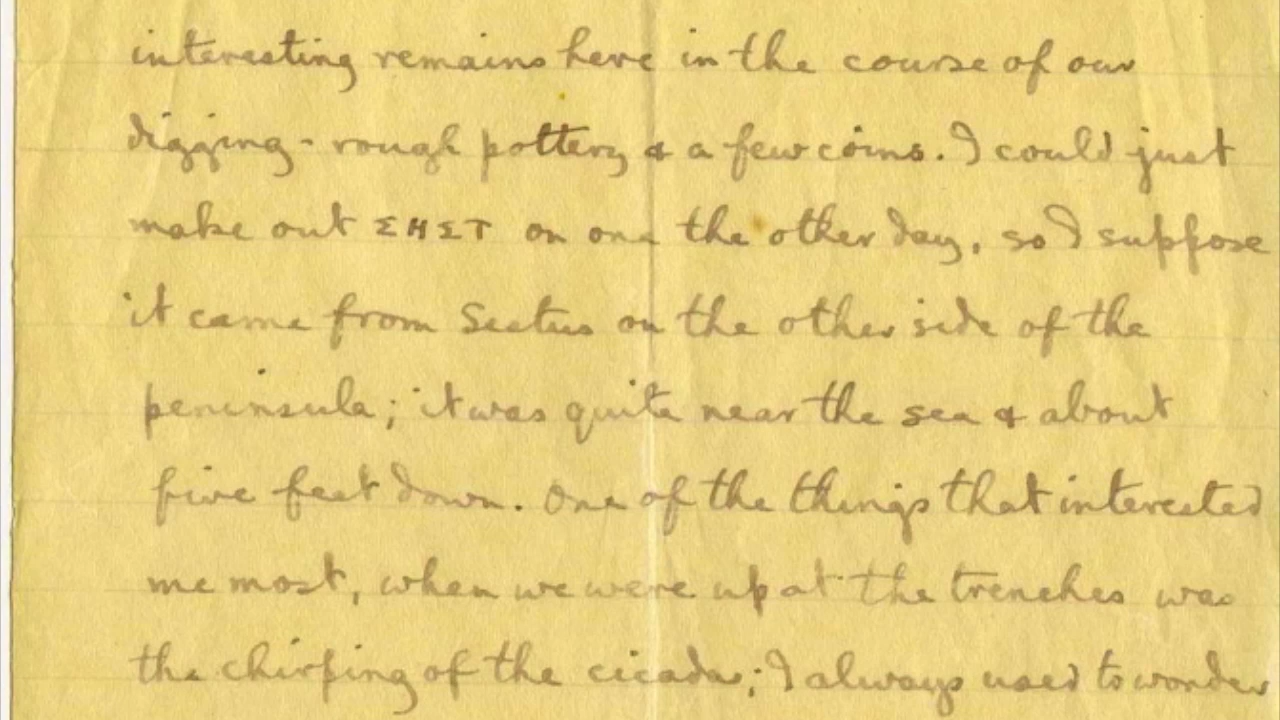 interesting remains here in the course of our
digging - rough pottery & a few coins. I could just
make out ΣΗΣΤ on one the other day, so I suppose
it came from Sestus on the other side of the
peninsula; it was quite near the sea & about
five feet down. One of the things that interested
me most, when we were up at the trenches was
the chirping of the cicadas; I always used to wonder